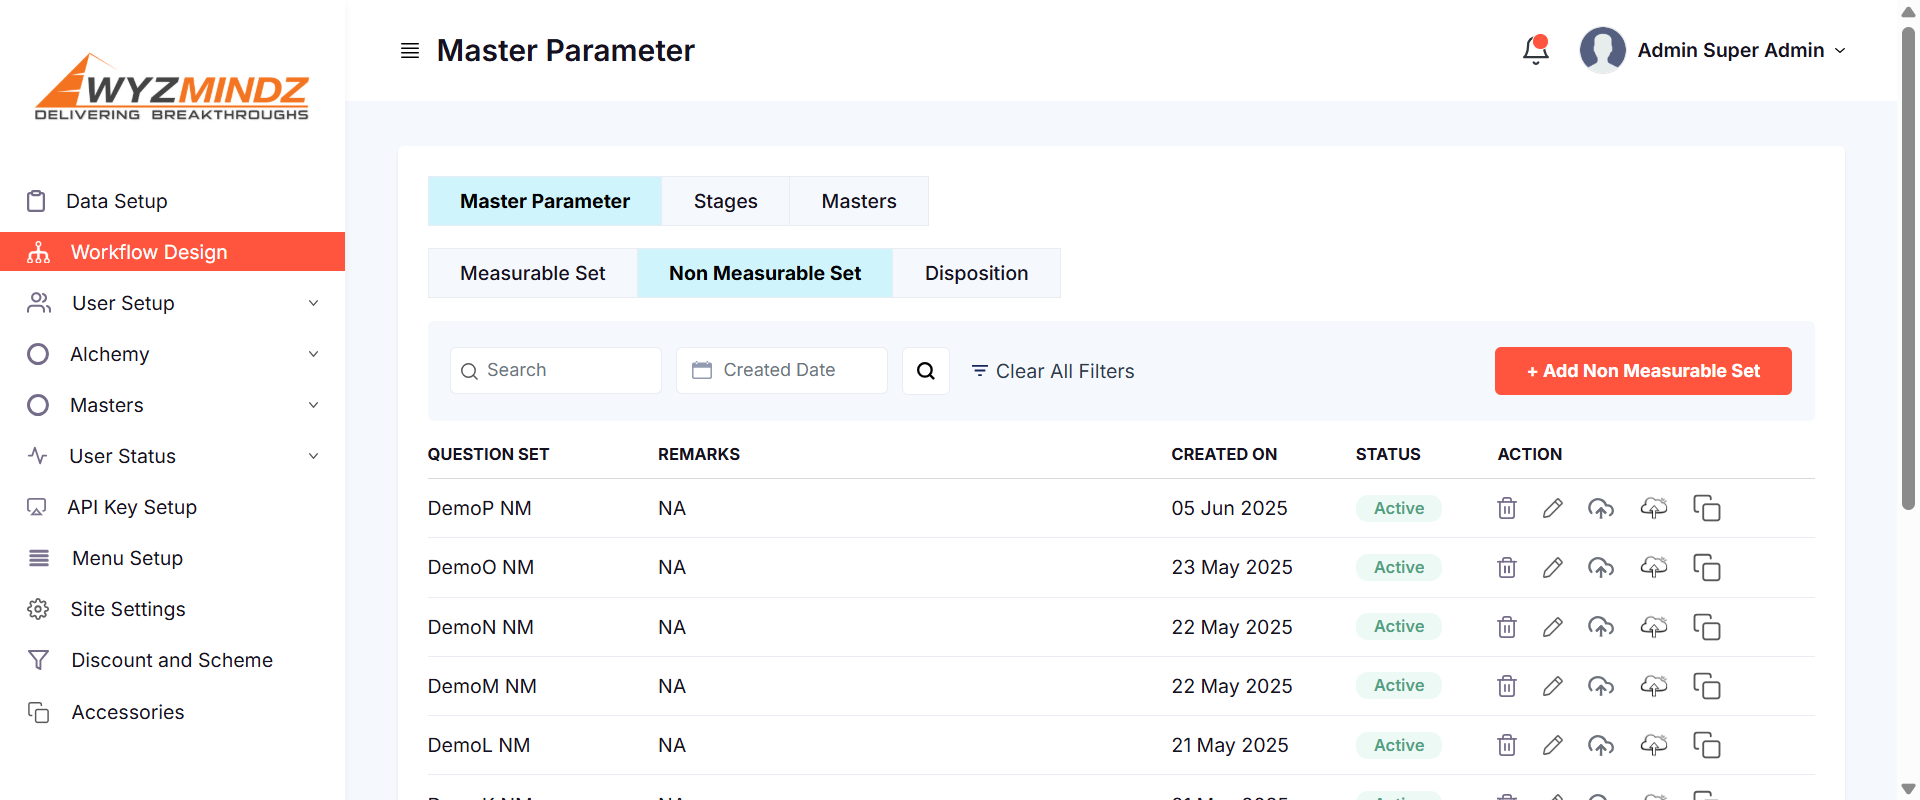 WYZMINDZ
DELIVERING BREAKTHROUGHS
Master Parameter
Admin Super Admin
Data Setup
Workflow Design
User Setup
Alchemy
Masters
User Status
API Key Setup
Menu Setup
Site Settings
Discount and Scheme
Accessories
Master Parameter Stages Masters
Measurable Set Non Measurable Set Disposition
Search Created Date Clear All Filters + Add Non Measurable Set
QUESTION SET REMARKS CREATED ON STATUS ACTION
DemoP NM NA 05 Jun 2025 Active
DemoO NM NA 23 May 2025 Active
DemoN NM NA 22 May 2025 Active
DemoM NM NA 22 May 2025 Active
DemoL NM NA 21 May 2025 Active